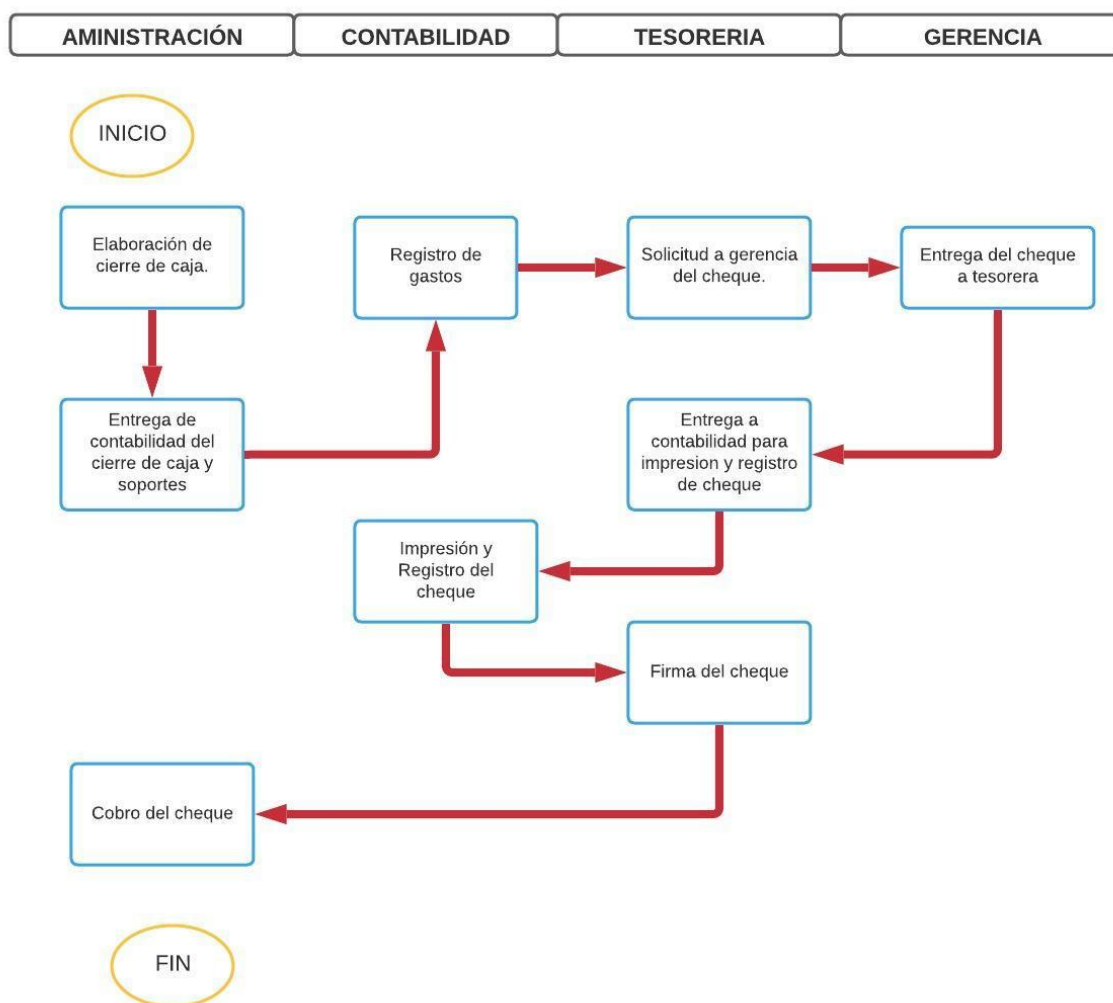 AMINISTRACIÓN
CONTABILIDAD
TESORERIA
GERENCIA
INICIO
Elaboración de
cierre de caja.
Registro de
gastos
Solicitud a gerencia
del cheque.
Entrega del cheque
a tesorera
Entrega de
contabilidad del
cierre de caja y
soportes
Entrega a
contabilidad para
impresion y registro
de cheque
Impresión y
Registro del
cheque
Firma del cheque
Cobro del cheque
FIN